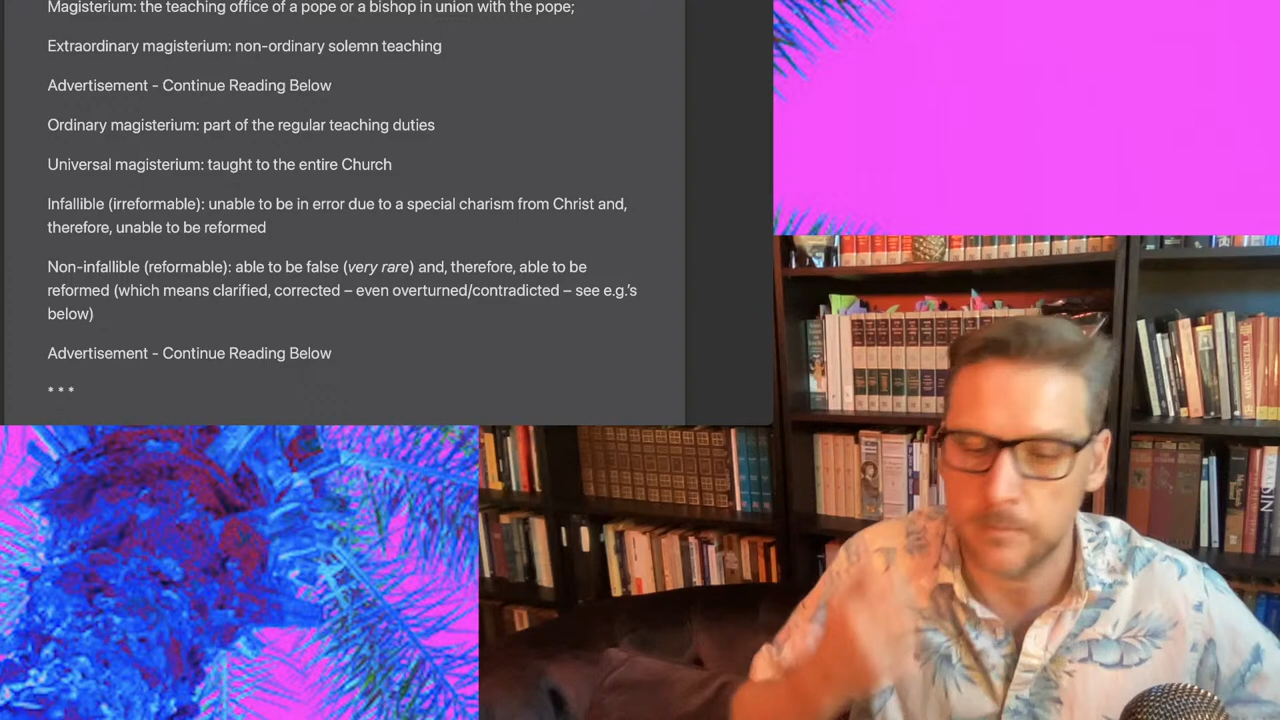 Magisterium: the teaching office of a pope or a bishop in union with the pope;
Extraordinary magisterium: non-ordinary solemn teaching
Advertisement - Continue Reading Below
Ordinary magisterium: part of the regular teaching duties
Universal magisterium: taught to the entire Church
Infallible (irreformable): unable to be in error due to a special charism from Christ and,
therefore, unable to be reformed
Non-infallible (reformable): able to be false (very rare) and, therefore, able to be
reformed (which means clarified, corrected – even overturned/contradicted – see e.g.'s
below)
Advertisement - Continue Reading Below
* * *